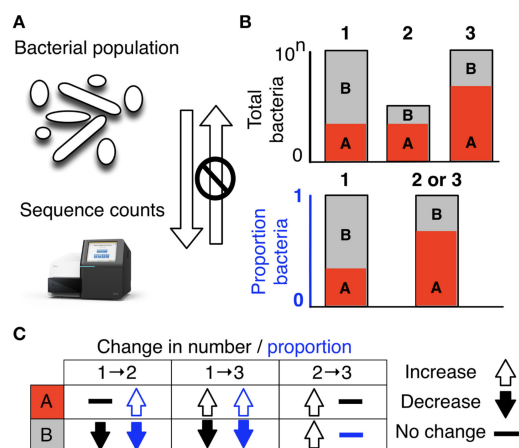 A
Bacterial population
Sequence counts
B
1 2 3
10ⁿ
Total
bacteria
0
B
A
B
A
B
A
1 2 or 3
1
Proportion
bacteria
0
B
A
B
A
C
Change in number / proportion
1→2 1→3 2→3
A
B
Increase
Decrease
No change